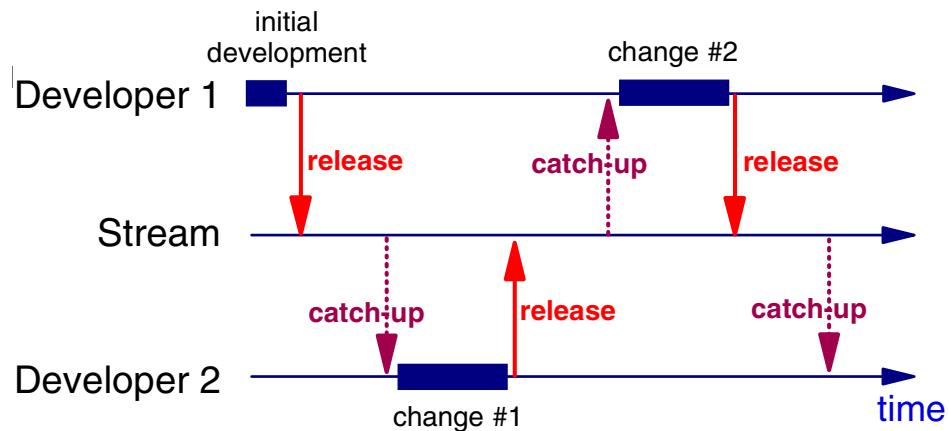 initial
development
change #2
Developer 1
release
catch-up
release
Stream
catch-up
release
catch-up
Developer 2
change #1
time